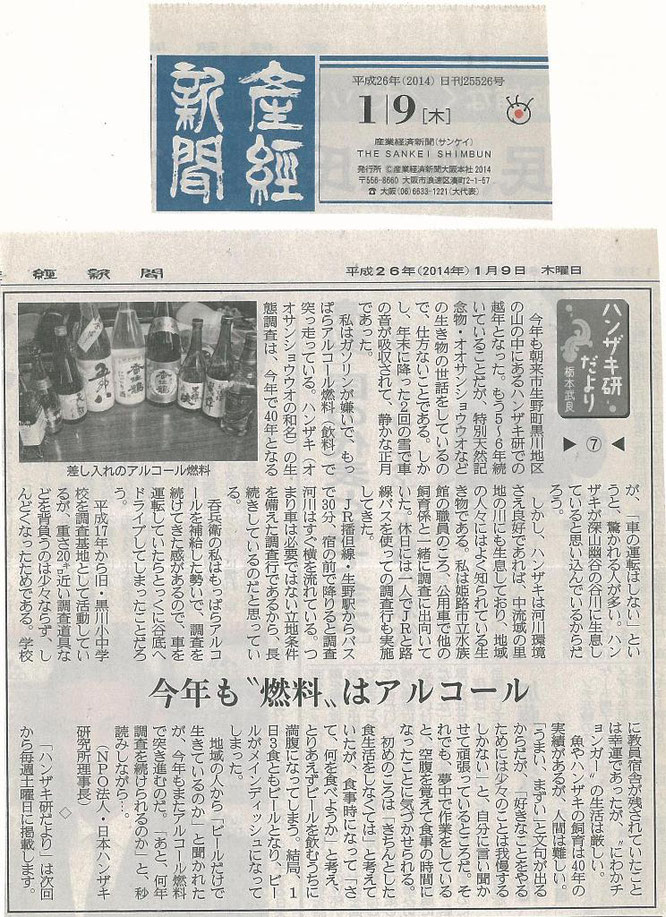 産經
新聞
平成26年(2014) 日刊25526号
1|9[木]
産業経済新聞(サンケイ)
THE SANKEI SHIMBUN
発行所 ©産業経済新聞大阪本社 2014
〒556-8660 大阪市浪速区湊町2-1-57
☎ 大阪(06)6633-1221(大代表)
經新聞
平成26年(2014年)1月9日 木曜日
ハンザキ研
だより
栃本武良
▶⑦◀
今年も朝来市生野町黒川地区
の山の中にあるハンザキ研での
越年となった。もう5~6年続
いていることだが、特別天然記
念物・オオサンショウウオなど
の生き物の世話をしているの
で、仕方ないことである。しか
し、年末に降った2回の雪で車
の音が吸収されて、静かな正月
であった。
私はガソリンが嫌いで、もっ
ぱらアルコール燃料(飲料)で
突っ走っている。ハンザキ(オ
オサンショウウオの和名)の生
態調査は、今年で40年となる
差し入れのアルコール燃料
が、「車の運転はしない」とい
うと、驚かれる人が多い。ハン
ザキが深山幽谷の谷川に生息し
ていると思い込んでいるからだ
ろう。
しかし、ハンザキは河川環境
さえ良好であれば、中流域の里
地の川にも生息しており、地域
の人々にはよく知られている生
き物である。私は姫路市立水族
館の職員のころ、公用車で他の
飼育係と一緒に調査に出向いて
いた。休日には一人でJRと路
線バスを使っての調査行も実施
してきた。
JR播但線・生野駅からバス
で30分、宿の前で降りると調査
河川はすぐ横を流れている。つ
まり車は必要ではない立地条件
を備えた調査行であるから、長
続きしているのだと思ってい
る。
呑兵衛の私はもっぱらアルコ
ールを補給した勢いで、調査を
続けてきた感があるので、車を
運転していたらとっくに谷底へ
ドライブしてしまったことだろ
う。
平成17年から旧・黒川小中学
校を調査基地として活動してい
るが、重さ20㌔近い調査道具な
どを背負うのは少々ならず、し
んどくなったためである。学校
今年も〝燃料〟はアルコール
に教員宿舎が残されていたこと
は幸運であったが、〝にわかチ
ョンガー〟の生活は厳しい。
魚やハンザキの飼育は40年の
実績があるが、人間は難しい。
「うまい、まずい」と文句が出る
からだが、「好きなことをやる
ためには少々のことは我慢する
しかない」と、自分に言い聞か
せて頑張っているところだ。そ
れでも、夢中で作業をしている
と、空腹を覚えて食事の時間に
なったことに気づかせられる。
初めのころは「きちんとした
食生活をしなくては」と考えて
いたが、食事時になって「さ
て、何を食べようか」と考え、
とりあえずビールを飲むうちに
満腹になってしまう。結局、1
日3食ともビールとなり、ビー
ルがメインディッシュになって
しまった。
地域の人から「ビールだけで
生きているのか」と聞かれた
が、今年もまたアルコール燃料
で突き進むのだ。「あと、何年
調査を続けられるのか」と、秒
読みしながら…。
(NPO法人・日本ハンザキ
研究所理事長)
◇
「ハンザキ研だより」は次回
から毎週土曜日に掲載します。